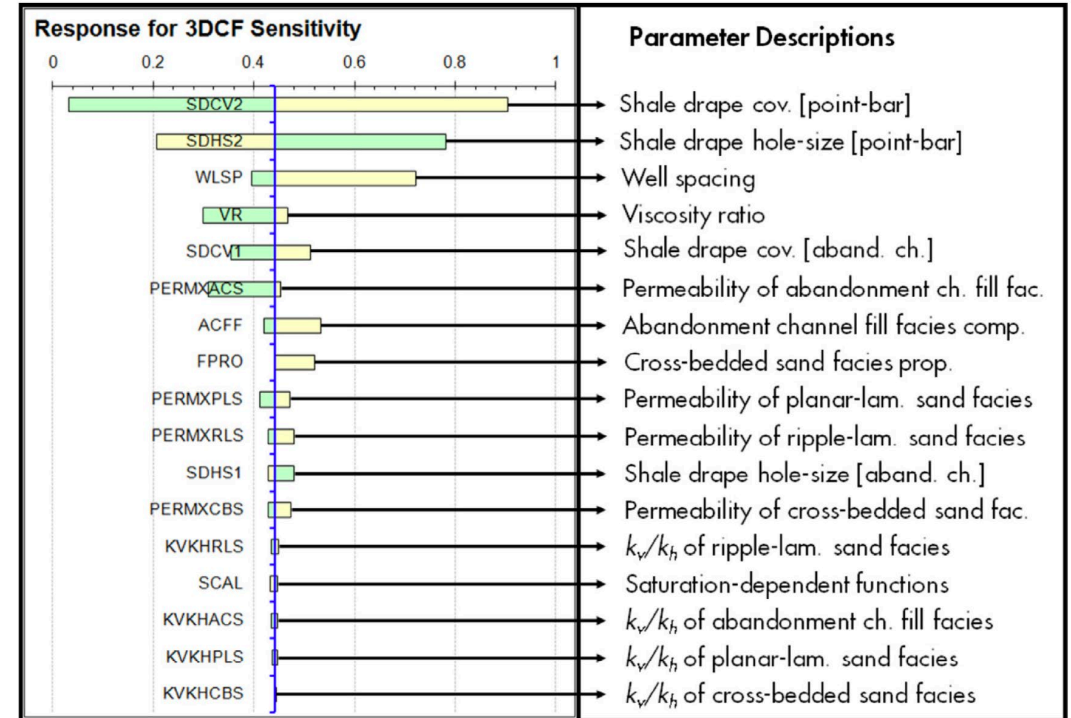 Response for 3DCF Sensitivity
Parameter Descriptions
0 0.2 0.4 0.6 0.8 1
SDCV2 Shale drape cov. [point-bar]
SDHS2 Shale drape hole-size [point-bar]
WLSP Well spacing
VR Viscosity ratio
SDCV1 Shale drape cov. [aband. ch.]
PERMXACS Permeability of abandonment ch. fill fac.
ACFF Abandonment channel fill facies comp.
FPRO Cross-bedded sand facies prop.
PERMXPLS Permeability of planar-lam. sand facies
PERMXRLS Permeability of ripple-lam. sand facies
SDHS1 Shale drape hole-size [aband. ch.]
PERMXCBS Permeability of cross-bedded sand fac.
KVKHRLS kv/kh of ripple-lam. sand facies
SCAL Saturation-dependent functions
KVKHACS kv/kh of abandonment ch. fill facies
KVKHPLS kv/kh of planar-lam. sand facies
KVKHCBS kv/kh of cross-bedded sand facies